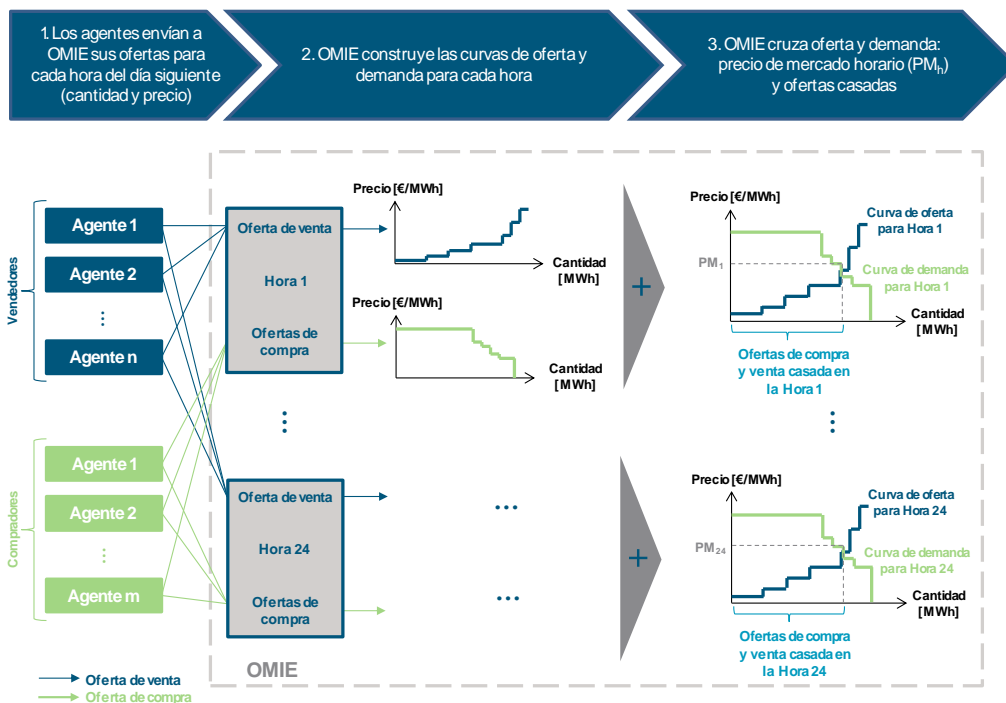 1. Los agentes envían a
OMIE sus ofertas para
cada hora del día siguiente
(cantidad y precio)
2. OMIE construye las curvas de oferta y
demanda para cada hora
3. OMIE cruza oferta y demanda:
precio de mercado horario (PMh)
y ofertas casadas
Vendedores
Agente 1
Agente 2
...
Agente n
Compradores
Agente 1
Agente 2
...
Agente m
Oferta de venta
Hora 1
Ofertas de
compra
...
Oferta de venta
Hora 24
Ofertas de
compra
Precio [€/MWh]
Cantidad
[MWh]
Precio [€/MWh]
Cantidad
[MWh]
...
...
+
+
Precio [€/MWh]
Curva de oferta
para Hora 1
PM1
Curva de demanda
para Hora 1
Cantidad
[MWh]
Ofertas de compra
y venta casada en
la Hora 1
...
Precio [€/MWh]
Curva de oferta
para Hora 24
PM24
Curva de demanda
para Hora 24
Cantidad
[MWh]
Ofertas de compra
y venta casada en
la Hora 24
OMIE
Oferta de venta
Oferta de compra